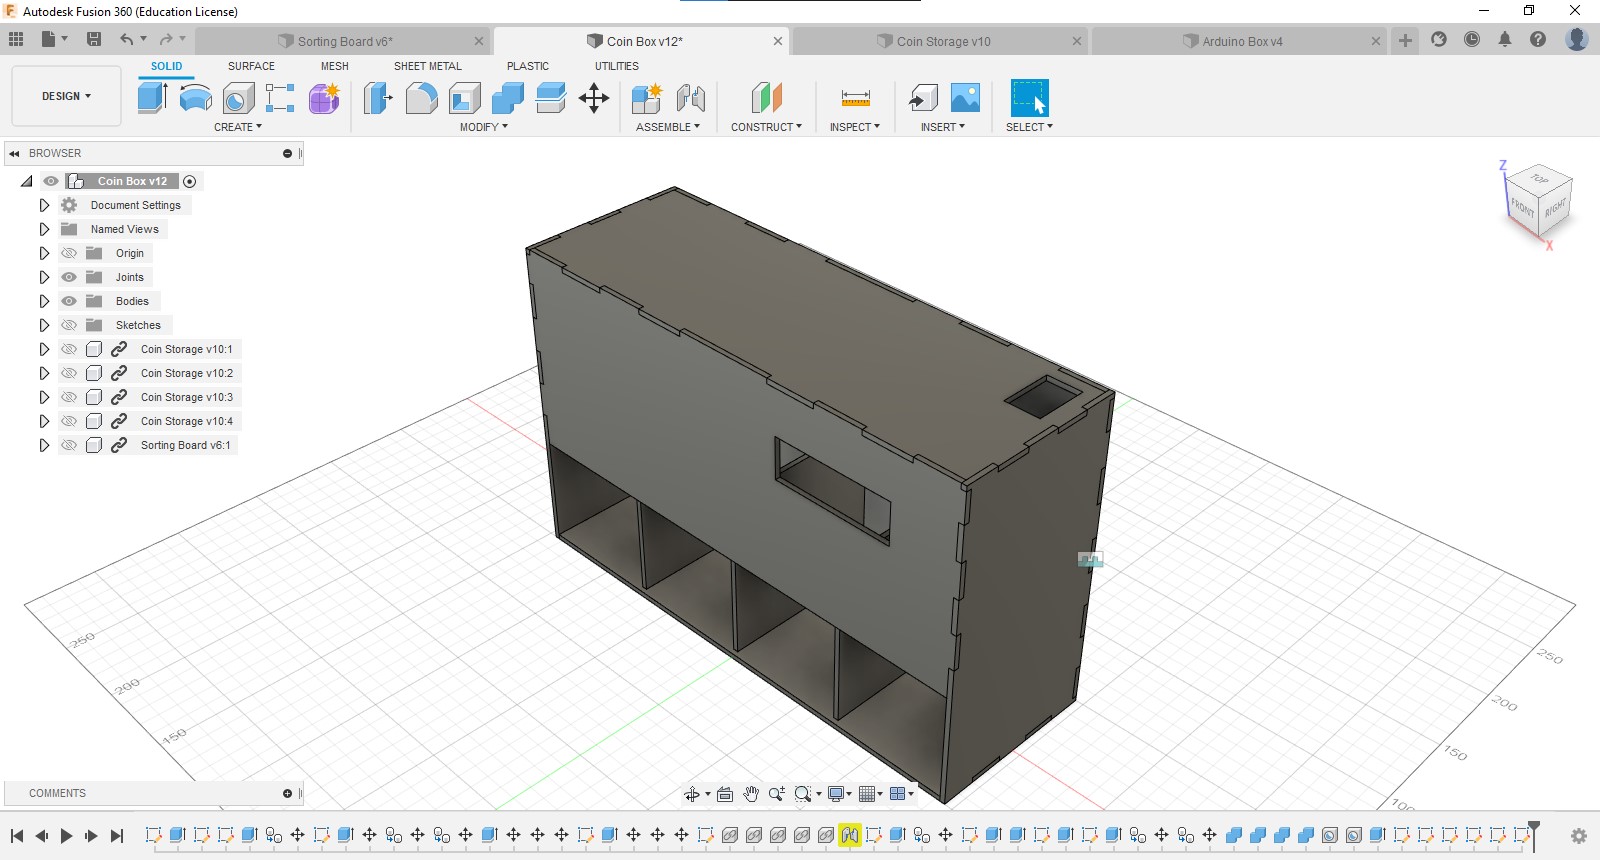 Autodesk Fusion 360 (Education License)
Sorting Board v6*
Coin Box v12*
Coin Storage v10
Arduino Box v4
SOLID
SURFACE
MESH
SHEET METAL
PLASTIC
UTILITIES
DESIGN
CREATE
MODIFY
ASSEMBLE
CONSTRUCT
INSPECT
INSERT
SELECT
BROWSER
Coin Box v12
Document Settings
Named Views
Origin
Joints
Bodies
Sketches
Coin Storage v10:1
Coin Storage v10:2
Coin Storage v10:3
Coin Storage v10:4
Sorting Board v6:1
Z
TOP
FRONT
RIGHT
X
250
200
150
250
200
150
100
COMMENTS